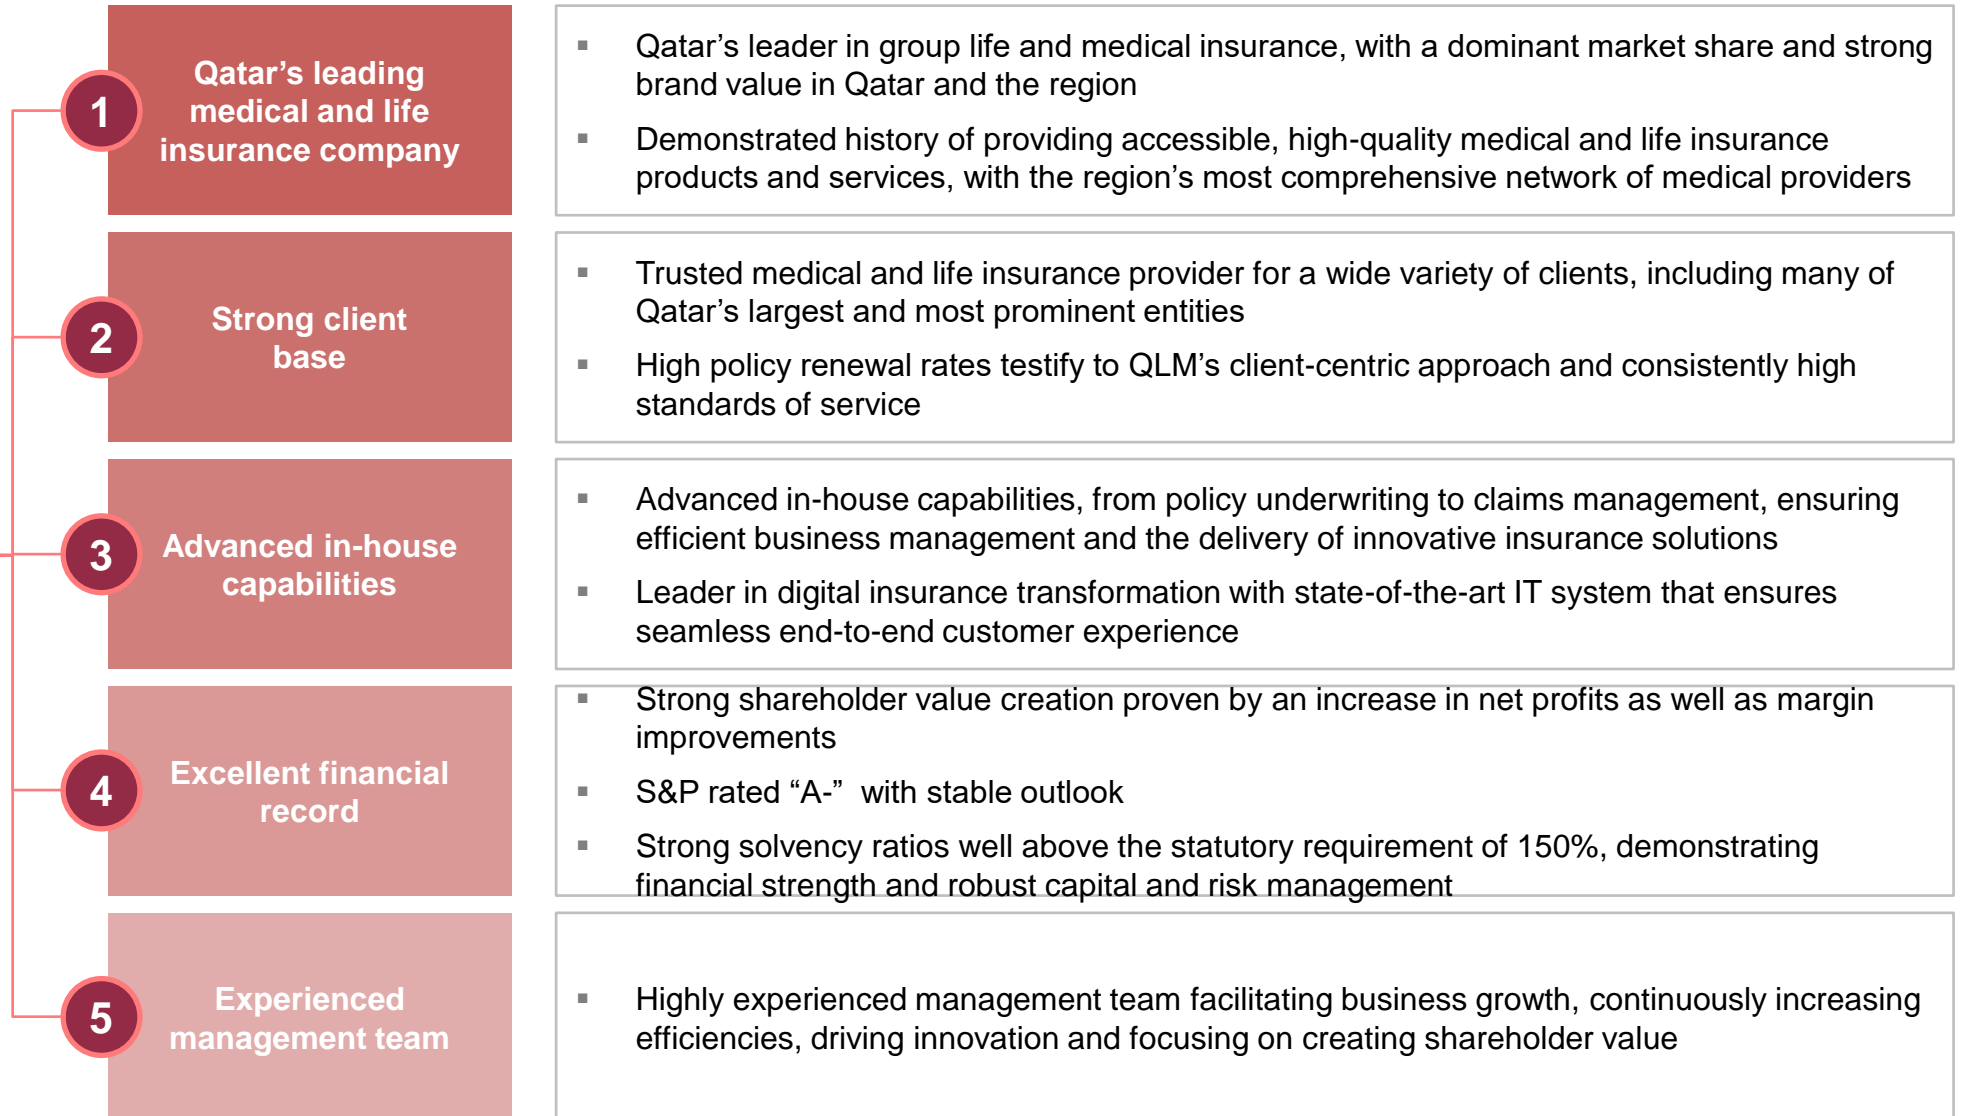 1
Qatar’s leading
medical and life
insurance company
▪ Qatar’s leader in group life and medical insurance, with a dominant market share and strong
brand value in Qatar and the region
▪ Demonstrated history of providing accessible, high-quality medical and life insurance
products and services, with the region’s most comprehensive network of medical providers
2
Strong client
base
▪ Trusted medical and life insurance provider for a wide variety of clients, including many of
Qatar’s largest and most prominent entities
▪ High policy renewal rates testify to QLM’s client-centric approach and consistently high
standards of service
3
Advanced in-house
capabilities
▪ Advanced in-house capabilities, from policy underwriting to claims management, ensuring
efficient business management and the delivery of innovative insurance solutions
▪ Leader in digital insurance transformation with state-of-the-art IT system that ensures
seamless end-to-end customer experience
4
Excellent financial
record
▪ Strong shareholder value creation proven by an increase in net profits as well as margin
improvements
▪ S&P rated “A-”  with stable outlook
▪ Strong solvency ratios well above the statutory requirement of 150%, demonstrating
financial strength and robust capital and risk management
5
Experienced
management team
▪ Highly experienced management team facilitating business growth, continuously increasing
efficiencies, driving innovation and focusing on creating shareholder value